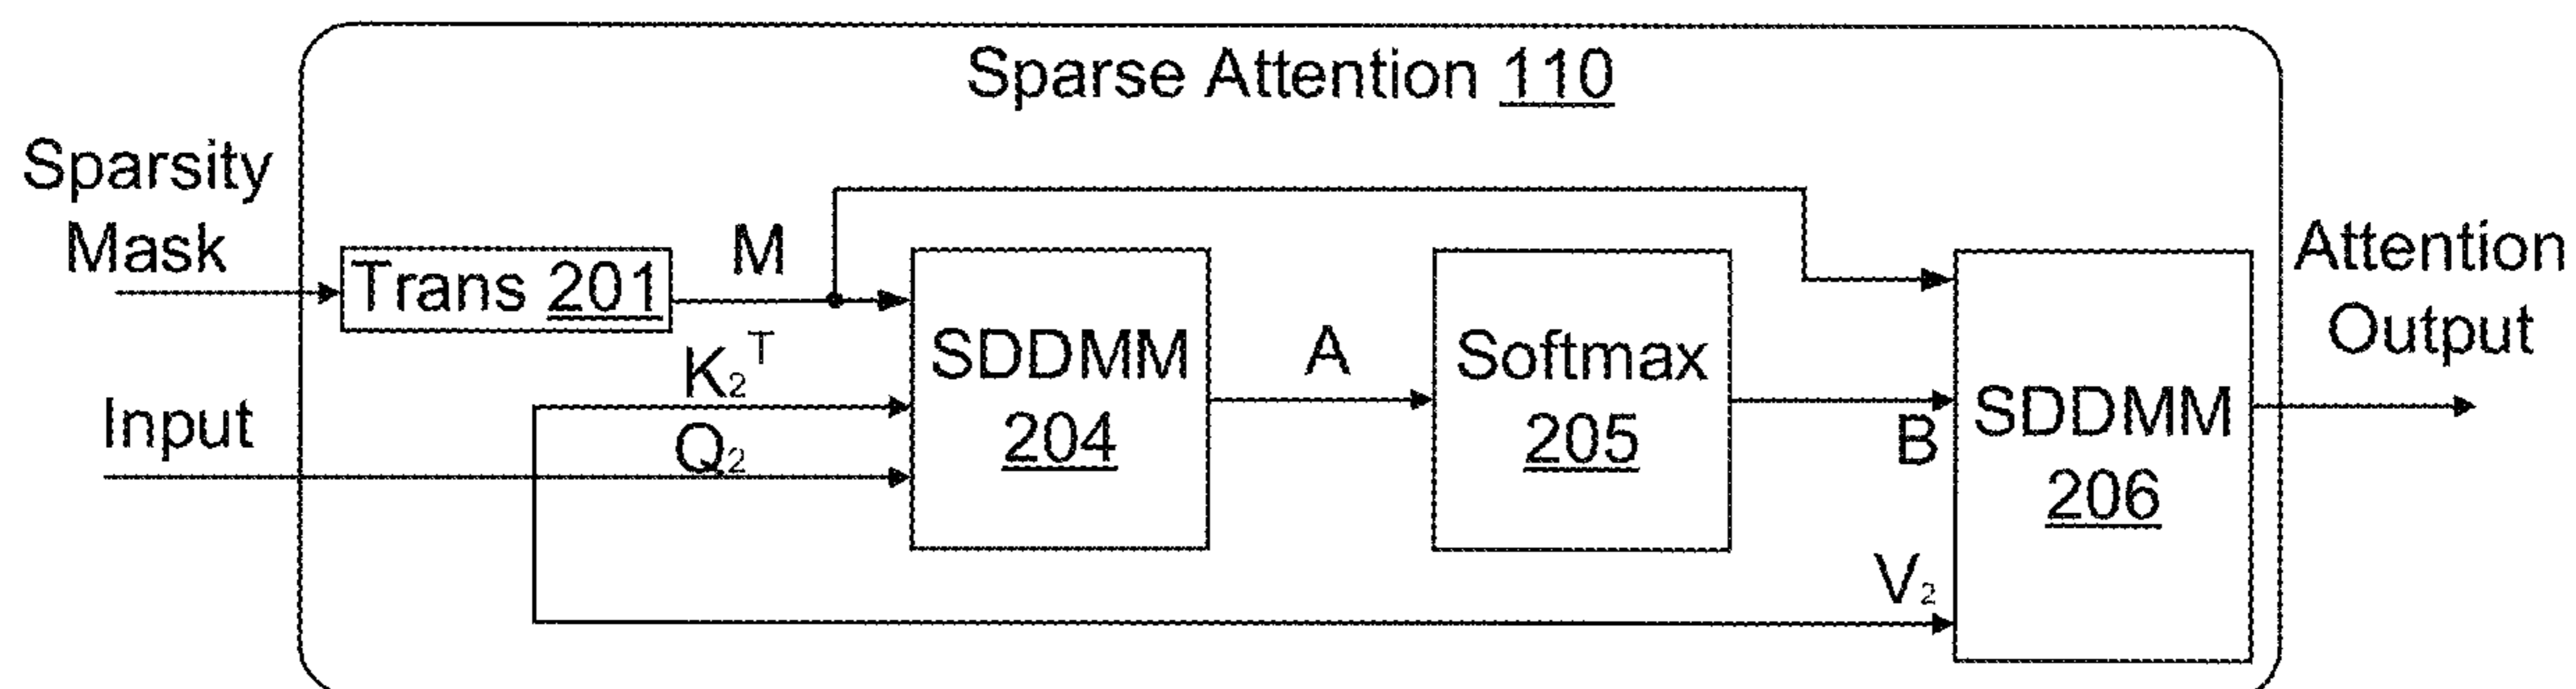 Sparse Attention 110
Sparsity
Mask
Trans 201
M
K₂ᵀ
Q₂
Input
SDDMM
204
A
Softmax
205
B
V₂
SDDMM
206
Attention
Output